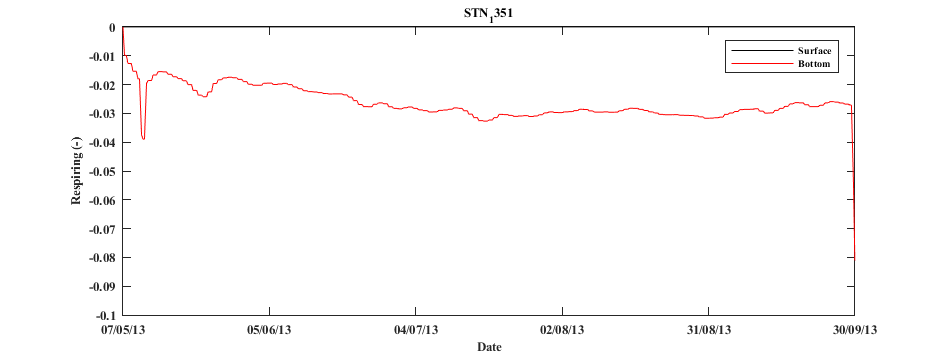 STN1351
0
-0.01
-0.02
-0.03
-0.04
-0.05
-0.06
-0.07
-0.08
-0.09
-0.1
Respiring (-)
Surface
Bottom
07/05/13 05/06/13 04/07/13 02/08/13 31/08/13 30/09/13
Date